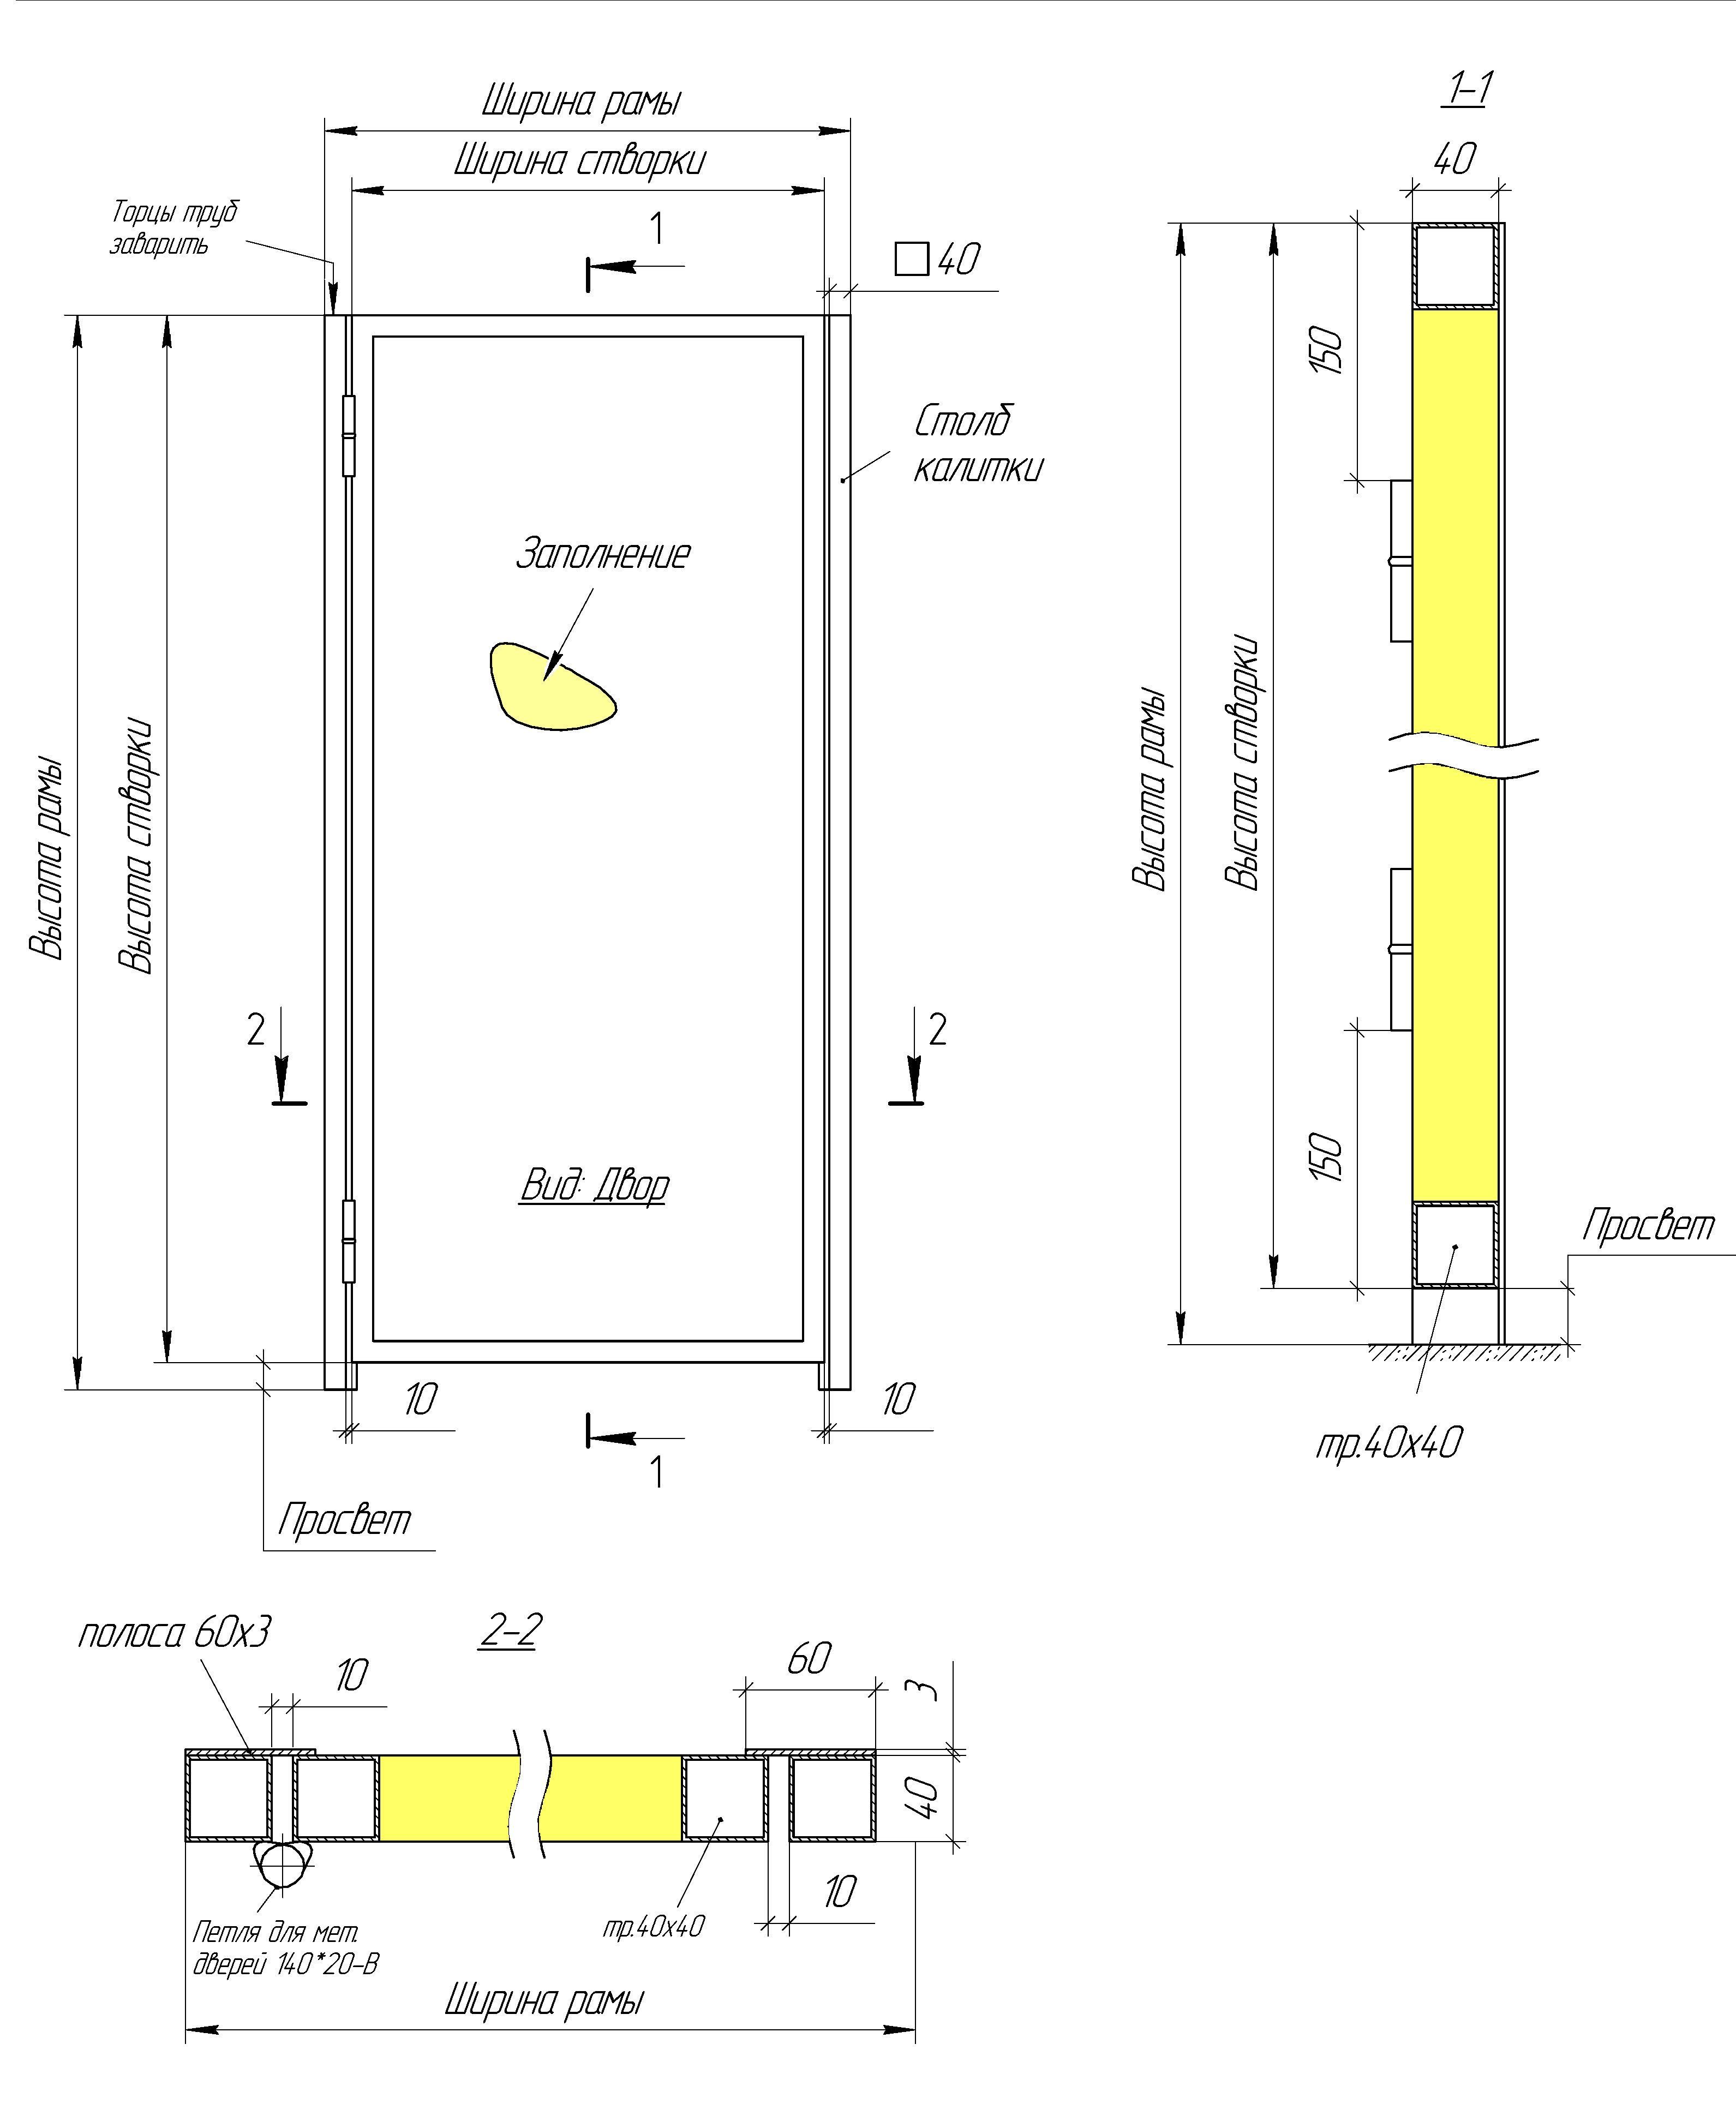 Ширина рамы
Ширина створки
Торцы труб
заварить
1
□ 40
Столб
калитки
Заполнение
Высота рамы
Высота створки
2
2
Вид: Двор
10
10
1
Просвет
1-1
40
150
Высота рамы
Высота створки
150
Просвет
тр.40х40
2-2
полоса 60х3
10
60
3
40
10
Петля для мет.
дверей 140*20-В
тр.40х40
Ширина рамы